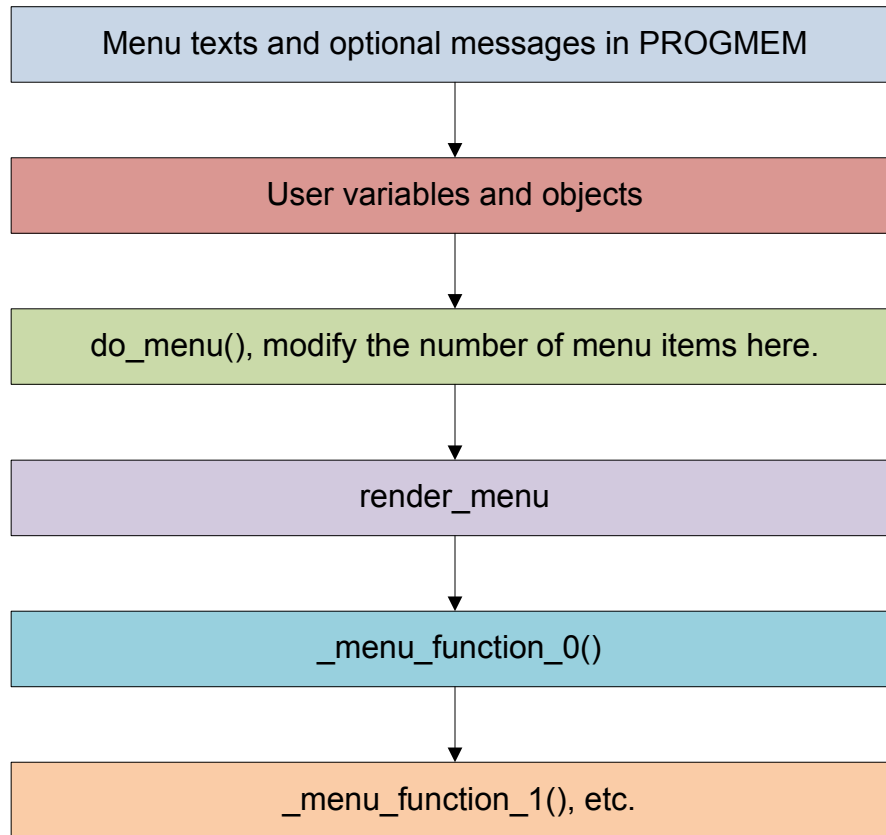 Menu texts and optional messages in PROGMEM
User variables and objects
do_menu(), modify the number of menu items here.
render_menu
_menu_function_0()
_menu_function_1(), etc.